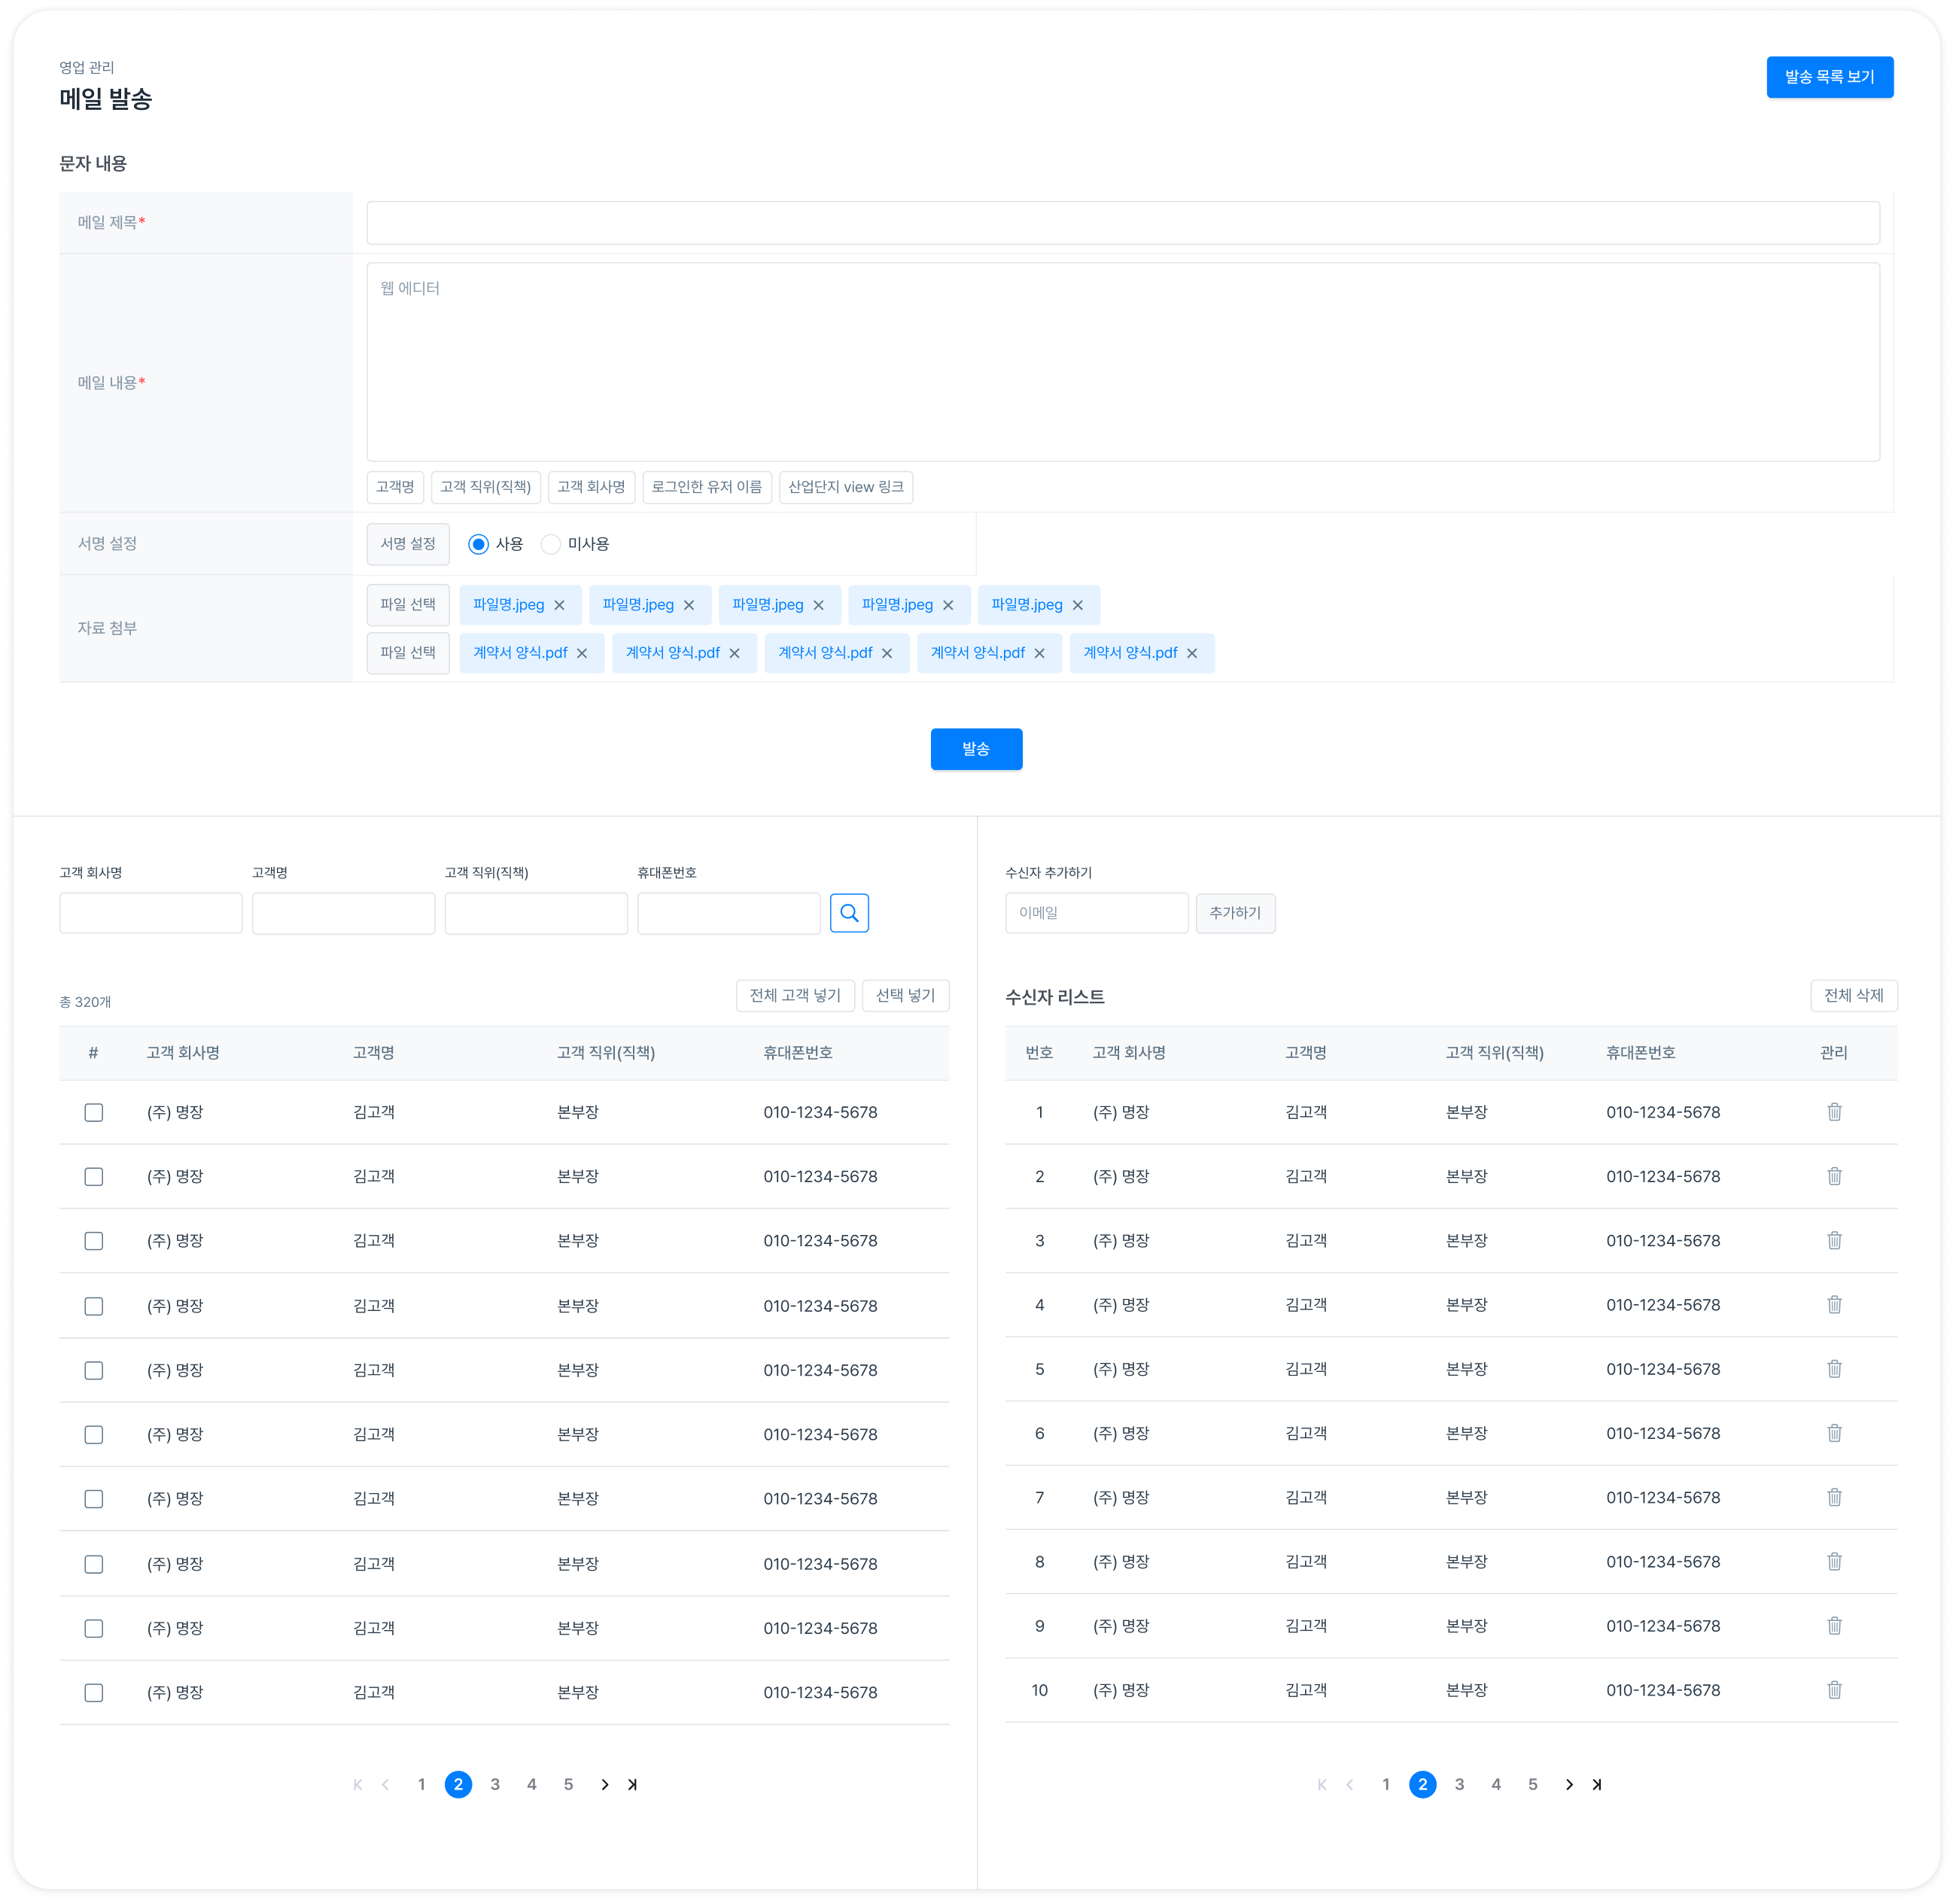 영업 관리
메일 발송
발송 목록 보기
문자 내용
메일 제목*
메일 내용*
웹 에디터
고객명 고객 직위(직책) 고객 회사명 로그인한 유저 이름 산업단지 view 링크
서명 설정 서명 설정 사용 미사용
자료 첨부
파일 선택 파일명.jpeg 파일명.jpeg 파일명.jpeg 파일명.jpeg 파일명.jpeg
파일 선택 계약서 양식.pdf 계약서 양식.pdf 계약서 양식.pdf 계약서 양식.pdf 계약서 양식.pdf
발송
고객 회사명 고객명 고객 직위(직책) 휴대폰번호
총 320개 전체 고객 넣기 선택 넣기
# 고객 회사명 고객명 고객 직위(직책) 휴대폰번호
(주) 명장 김고객 본부장 010-1234-5678
(주) 명장 김고객 본부장 010-1234-5678
(주) 명장 김고객 본부장 010-1234-5678
(주) 명장 김고객 본부장 010-1234-5678
(주) 명장 김고객 본부장 010-1234-5678
(주) 명장 김고객 본부장 010-1234-5678
(주) 명장 김고객 본부장 010-1234-5678
(주) 명장 김고객 본부장 010-1234-5678
(주) 명장 김고객 본부장 010-1234-5678
(주) 명장 김고객 본부장 010-1234-5678
1 2 3 4 5
수신자 추가하기
이메일 추가하기
수신자 리스트 전체 삭제
번호 고객 회사명 고객명 고객 직위(직책) 휴대폰번호 관리
1 (주) 명장 김고객 본부장 010-1234-5678
2 (주) 명장 김고객 본부장 010-1234-5678
3 (주) 명장 김고객 본부장 010-1234-5678
4 (주) 명장 김고객 본부장 010-1234-5678
5 (주) 명장 김고객 본부장 010-1234-5678
6 (주) 명장 김고객 본부장 010-1234-5678
7 (주) 명장 김고객 본부장 010-1234-5678
8 (주) 명장 김고객 본부장 010-1234-5678
9 (주) 명장 김고객 본부장 010-1234-5678
10 (주) 명장 김고객 본부장 010-1234-5678
1 2 3 4 5